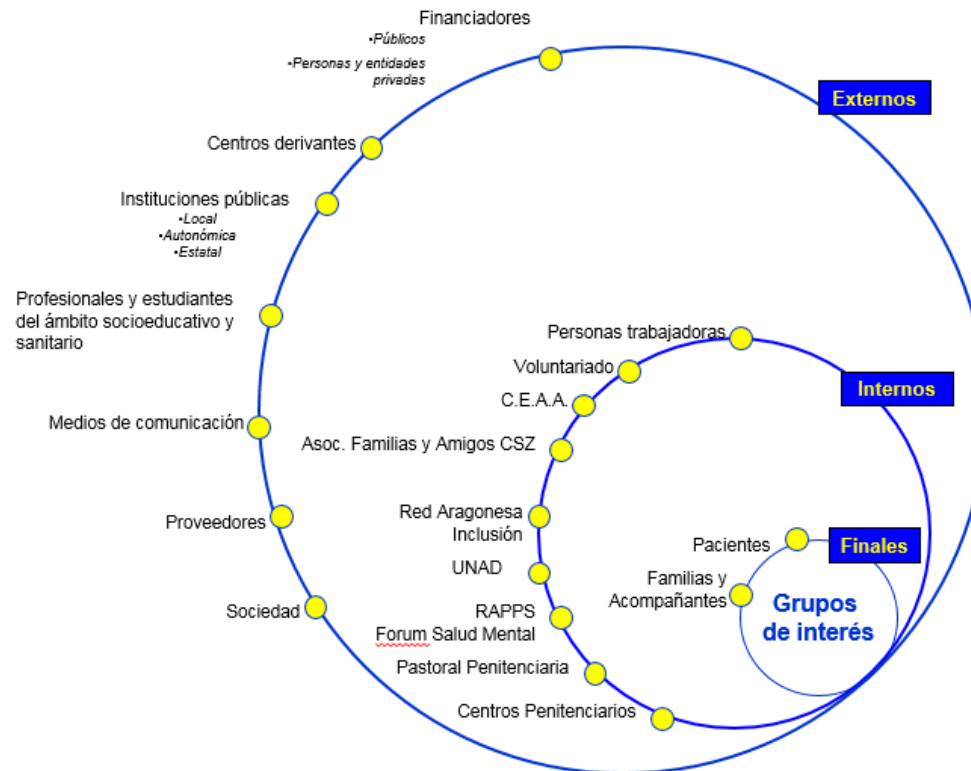 Financiadores
•Públicos
•Personas y entidades
privadas
Externos
Centros derivantes
Instituciones públicas
•Local
•Autonómica
•Estatal
Profesionales y estudiantes
del ámbito socioeducativo y
sanitario
Medios de comunicación
Proveedores
Sociedad
Personas trabajadoras
Internos
Voluntariado
C.E.A.A.
Asoc. Familias y Amigos CSZ
Red Aragonesa
Inclusión
UNAD
RAPPS
Forum Salud Mental
Pastoral Penitenciaria
Centros Penitenciarios
Finales
Pacientes
Familias y
Acompañantes
Grupos
de interés